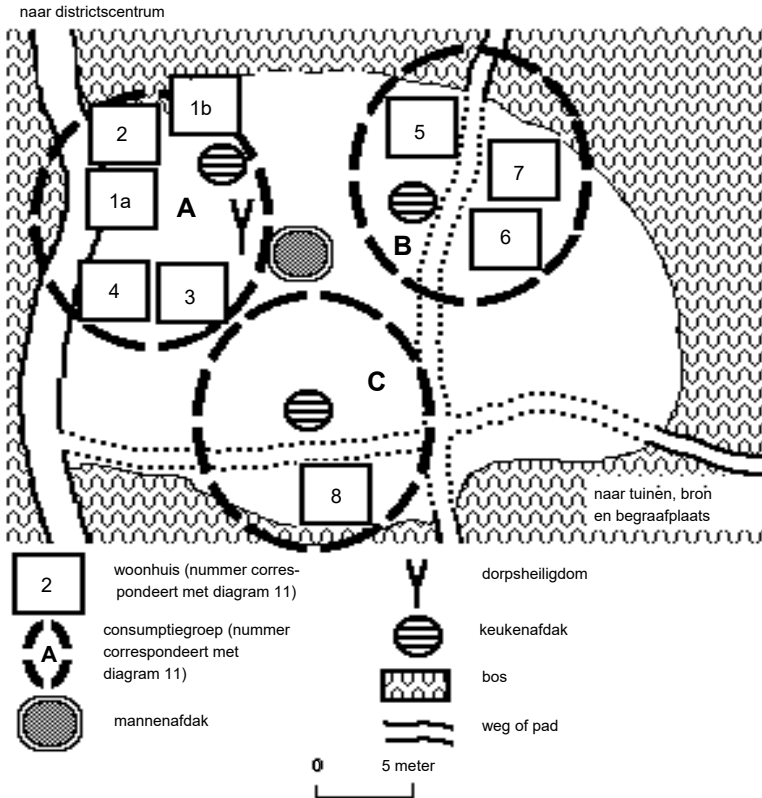 naar districtscentrum
1b
2
5
7
1a
A
B
6
4
3
C
8
naar tuinen, bron
en begraafplaats
2
woonhuis (nummer corres-
pondeert met diagram 11)
A
consumptiegroep (nummer
correspondeert met
diagram 11)
mannenafdak
dorpsheiligdom
keukenafdak
bos
weg of pad
0 5 meter